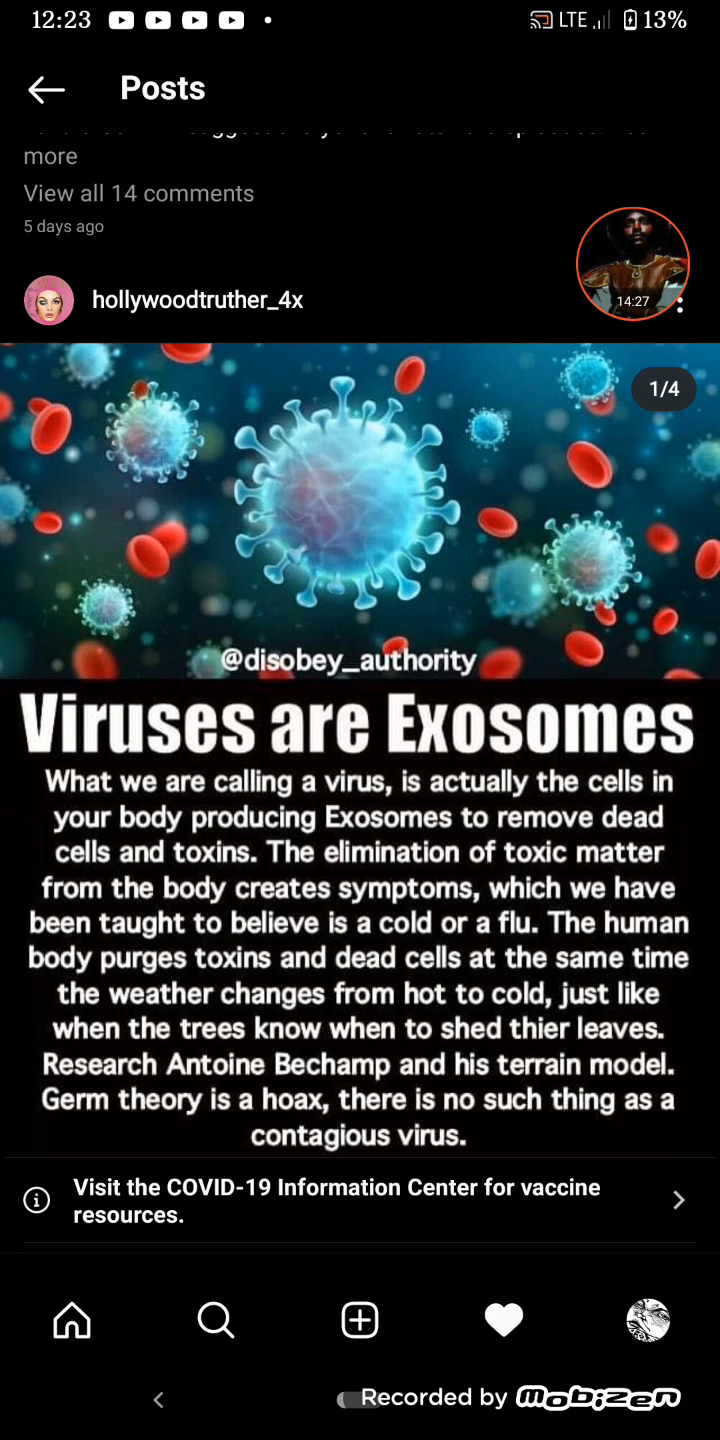 12:23
LTE
13%
Posts
more
View all 14 comments
5 days ago
hollywoodtruther_4x
14:27
1/4
@disobey_authority
Viruses are Exosomes
What we are calling a virus, is actually the cells in
your body producing Exosomes to remove dead
cells and toxins. The elimination of toxic matter
from the body creates symptoms, which we have
been taught to believe is a cold or a flu. The human
body purges toxins and dead cells at the same time
the weather changes from hot to cold, just like
when the trees know when to shed thier leaves.
Research Antoine Bechamp and his terrain model.
Germ theory is a hoax, there is no such thing as a
contagious virus.
Visit the COVID-19 Information Center for vaccine
resources.
Recorded by Mobizen